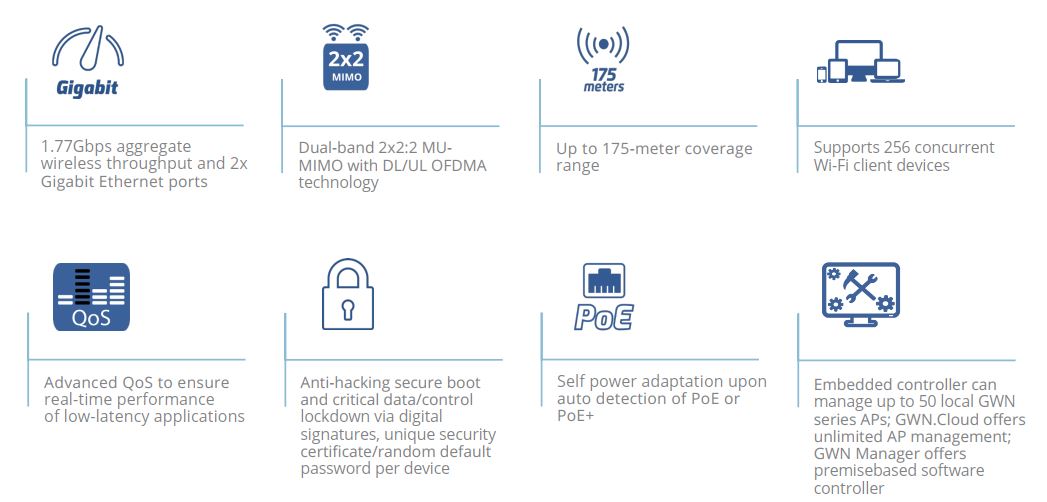 Gigabit
1.77Gbps aggregate
wireless throughput and 2x
Gigabit Ethernet ports
2x2
MIMO
Dual-band 2x2:2 MU-
MIMO with DL/UL OFDMA
technology
175
meters
Up to 175-meter coverage
range
Supports 256 concurrent
Wi-Fi client devices
QoS
Advanced QoS to ensure
real-time performance
of low-latency applications
Anti-hacking secure boot
and critical data/control
lockdown via digital
signatures, unique security
certificate/random default
password per device
PoE
Self power adaptation upon
auto detection of PoE or
PoE+
Embedded controller can
manage up to 50 local GWN
series APs; GWN.Cloud offers
unlimited AP management;
GWN Manager offers
premisebased software
controller